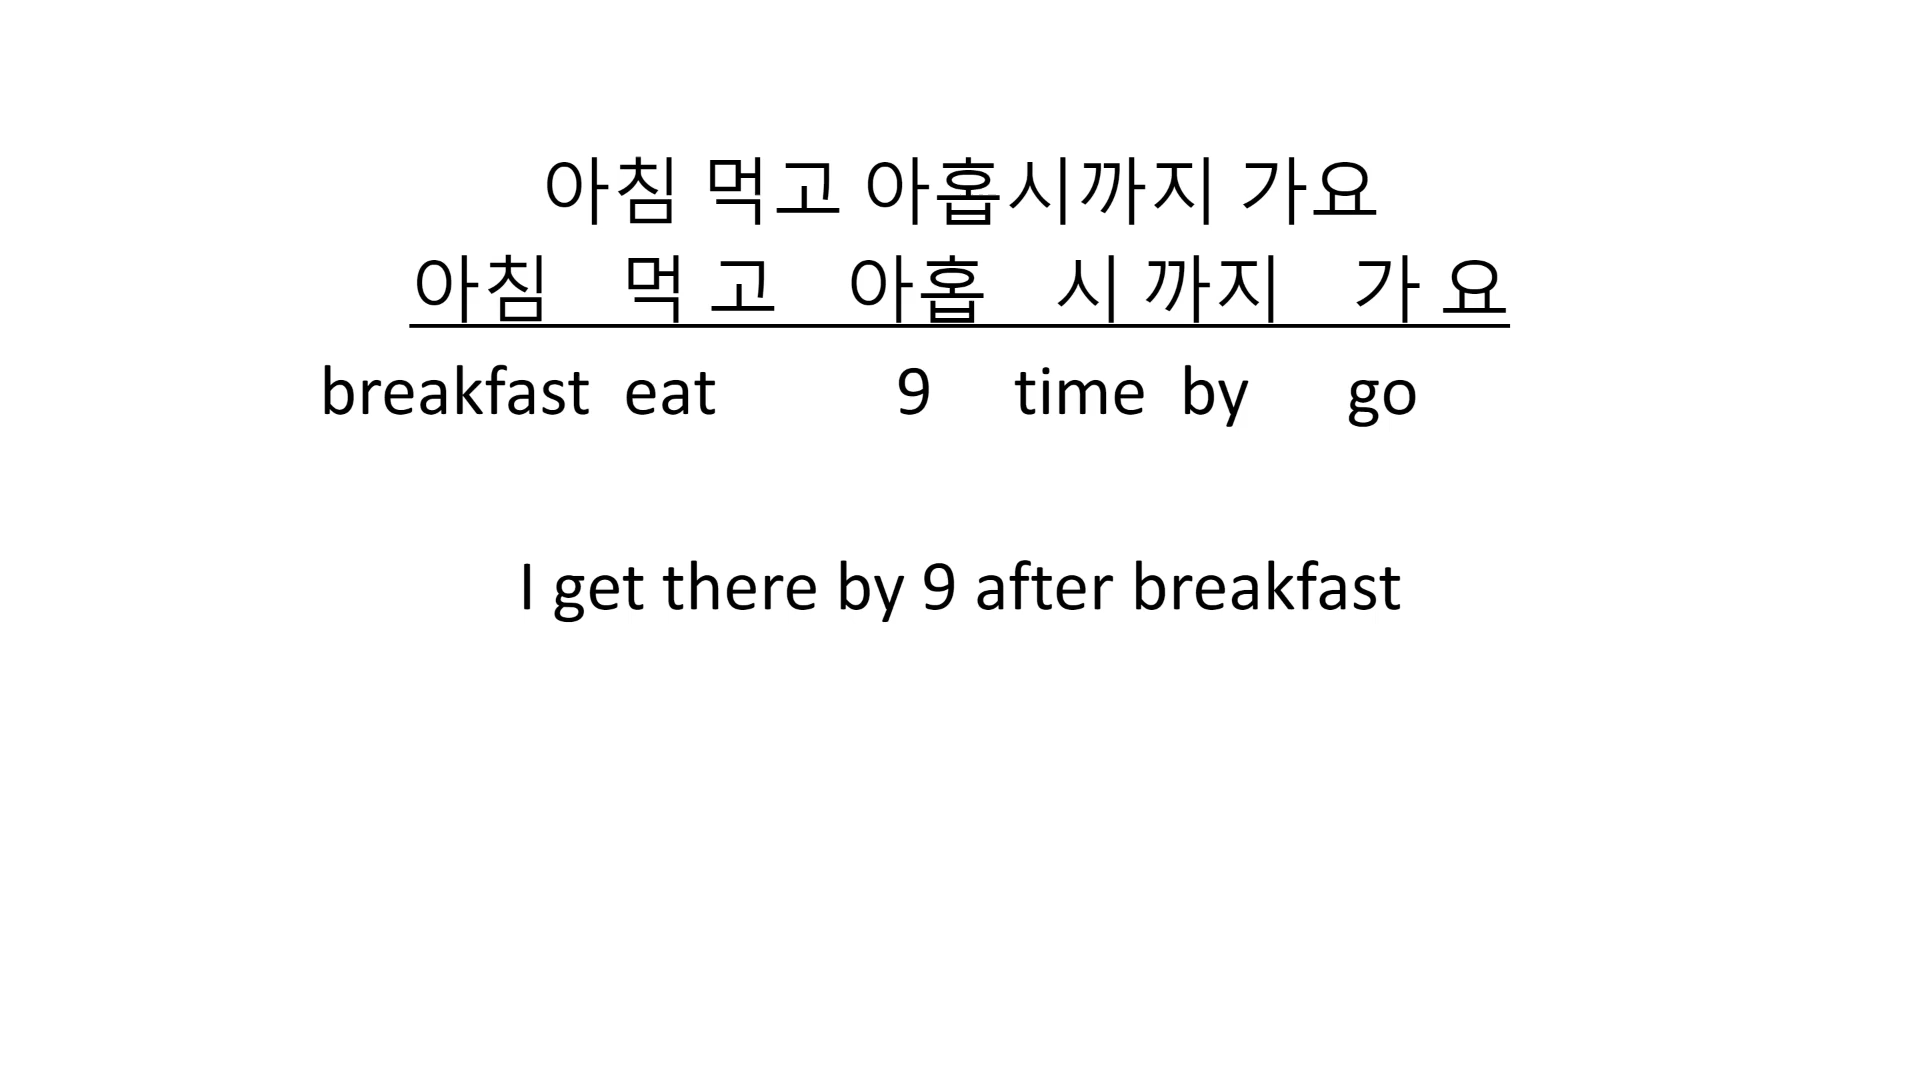 아침 먹고 아홉시까지 가요
아침 먹 고 아홉 시 까지 가 요
breakfast eat 9 time by go
I get there by 9 after breakfast